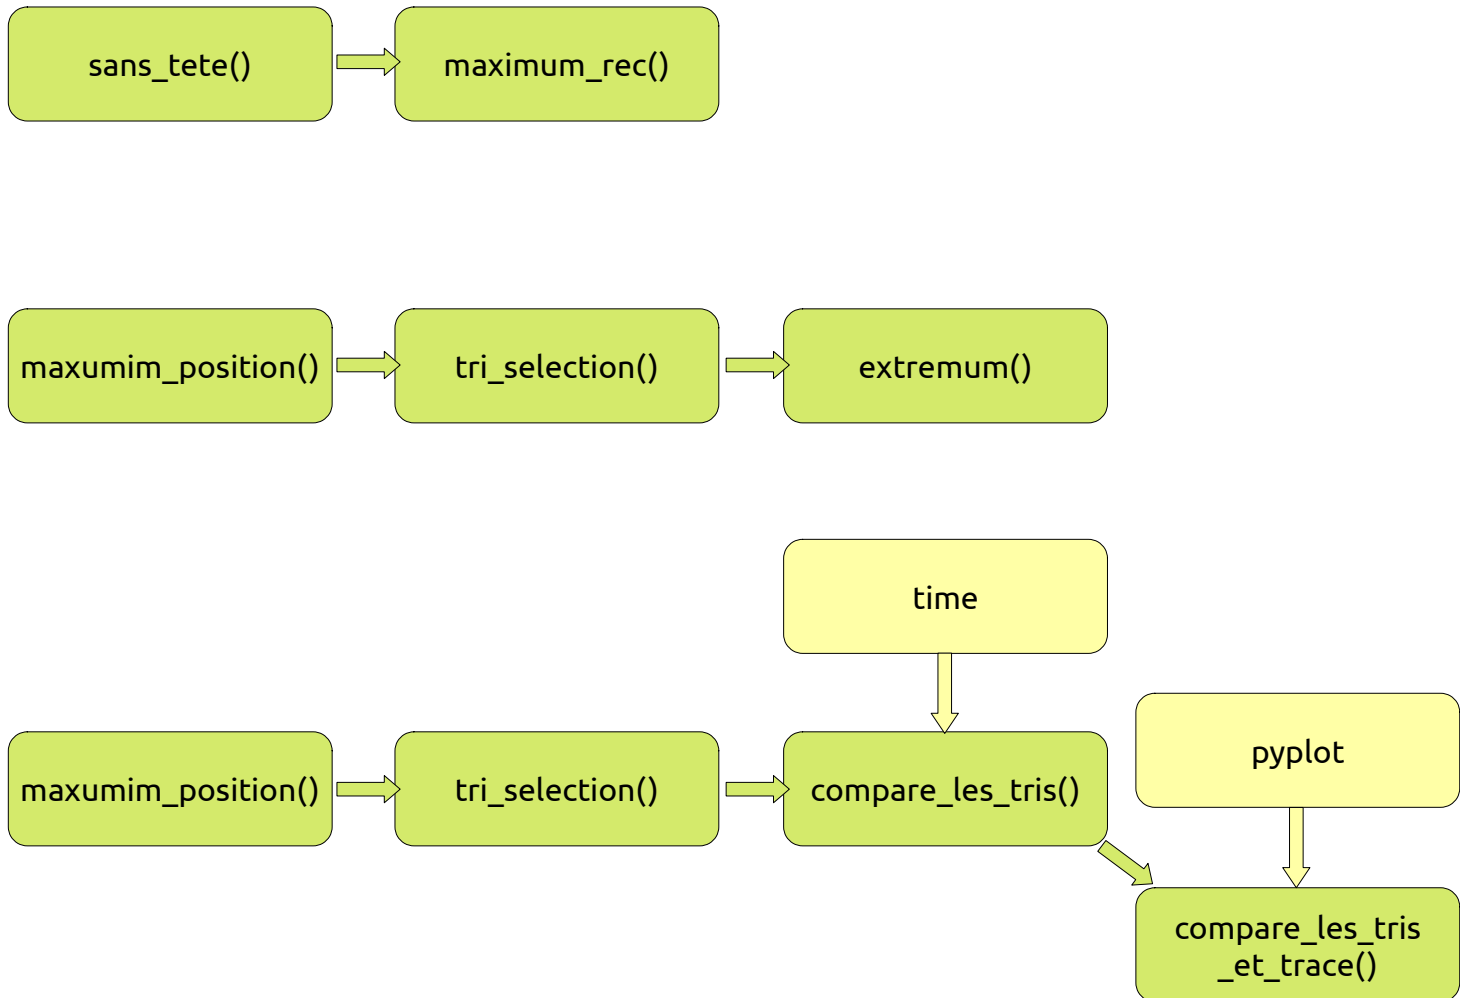 sans_tete()
maximum_rec()
maxumim_position()
tri_selection()
extremum()
time
maxumim_position()
tri_selection()
compare_les_tris()
pyplot
compare_les_tris
_et_trace()